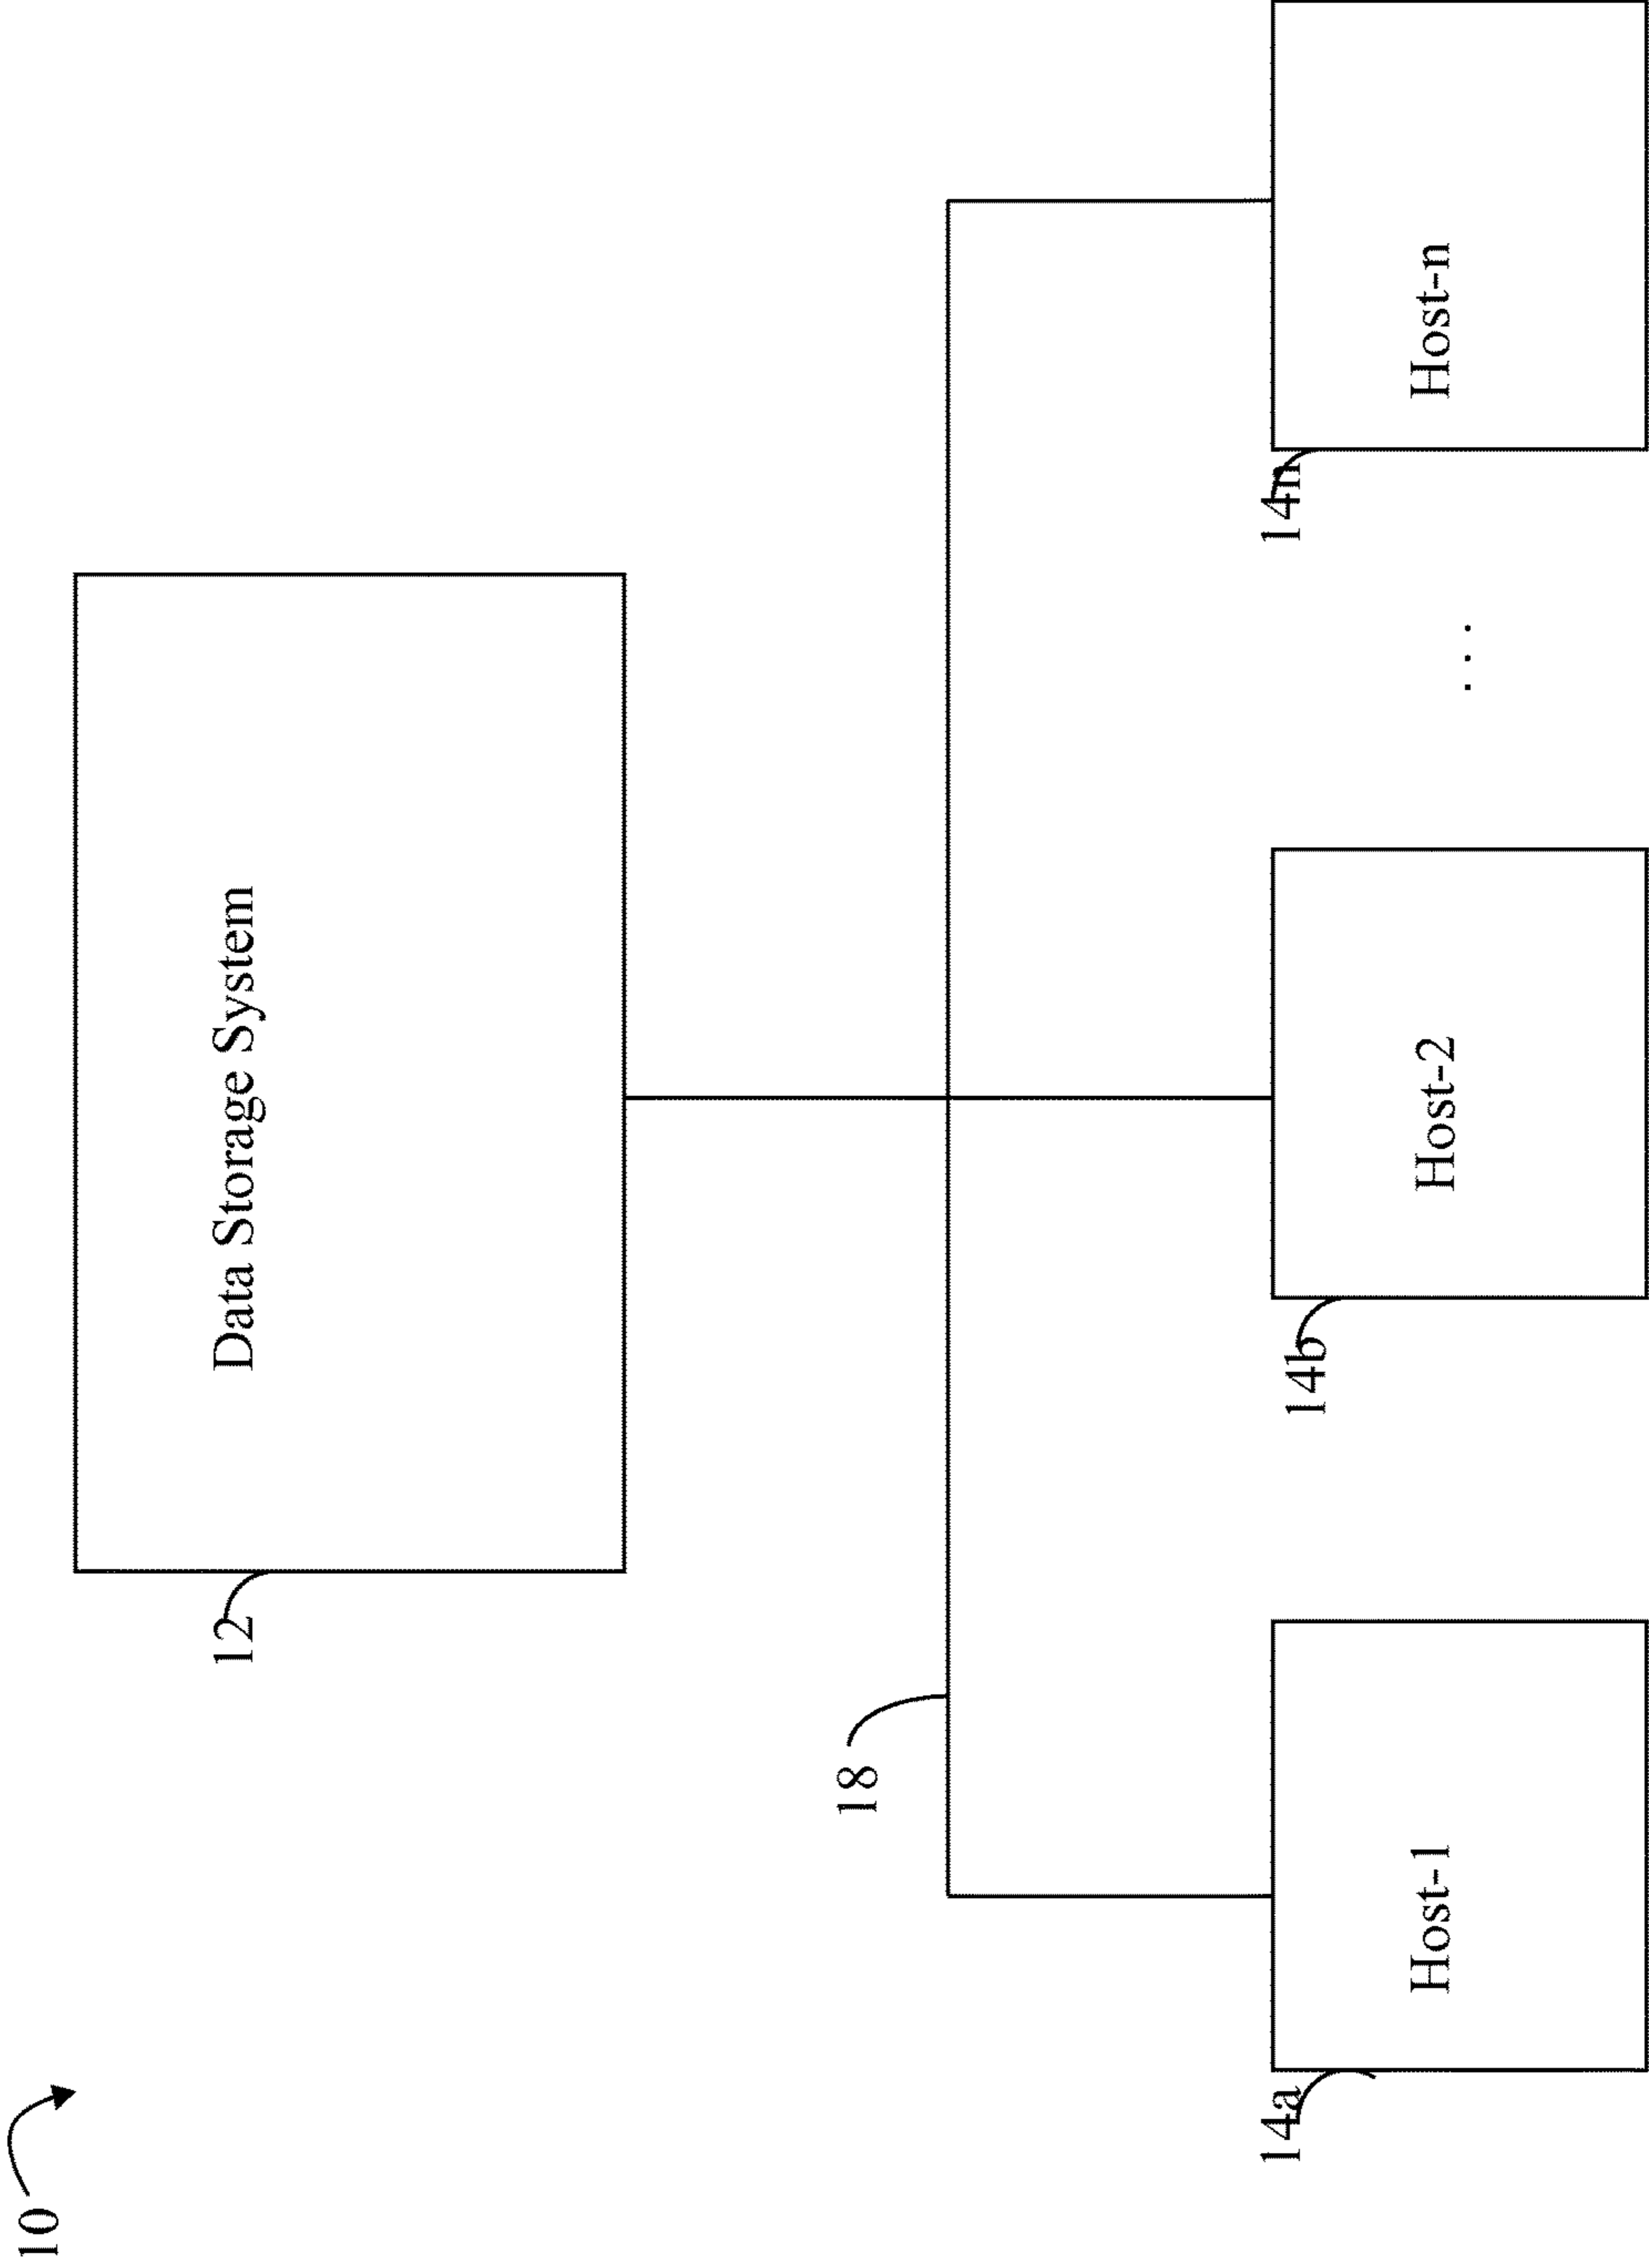 10
12
Data Storage System
18
14a
Host-1
14b
Host-2
. . .
14n
Host-n